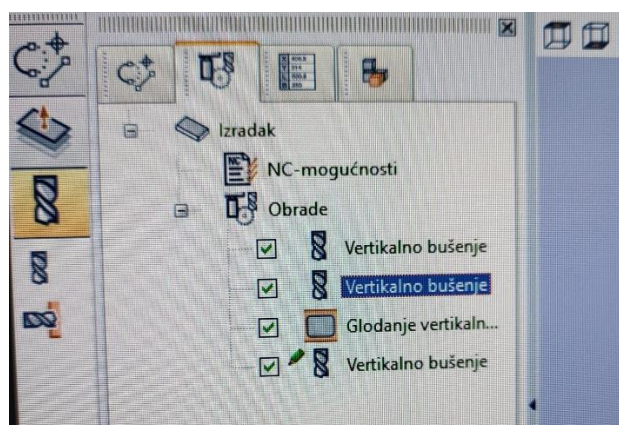 Izradak
NC-mogućnosti
Obrade
Vertikalno bušenje
Vertikalno bušenje
Glodanje vertikaln...
Vertikalno bušenje